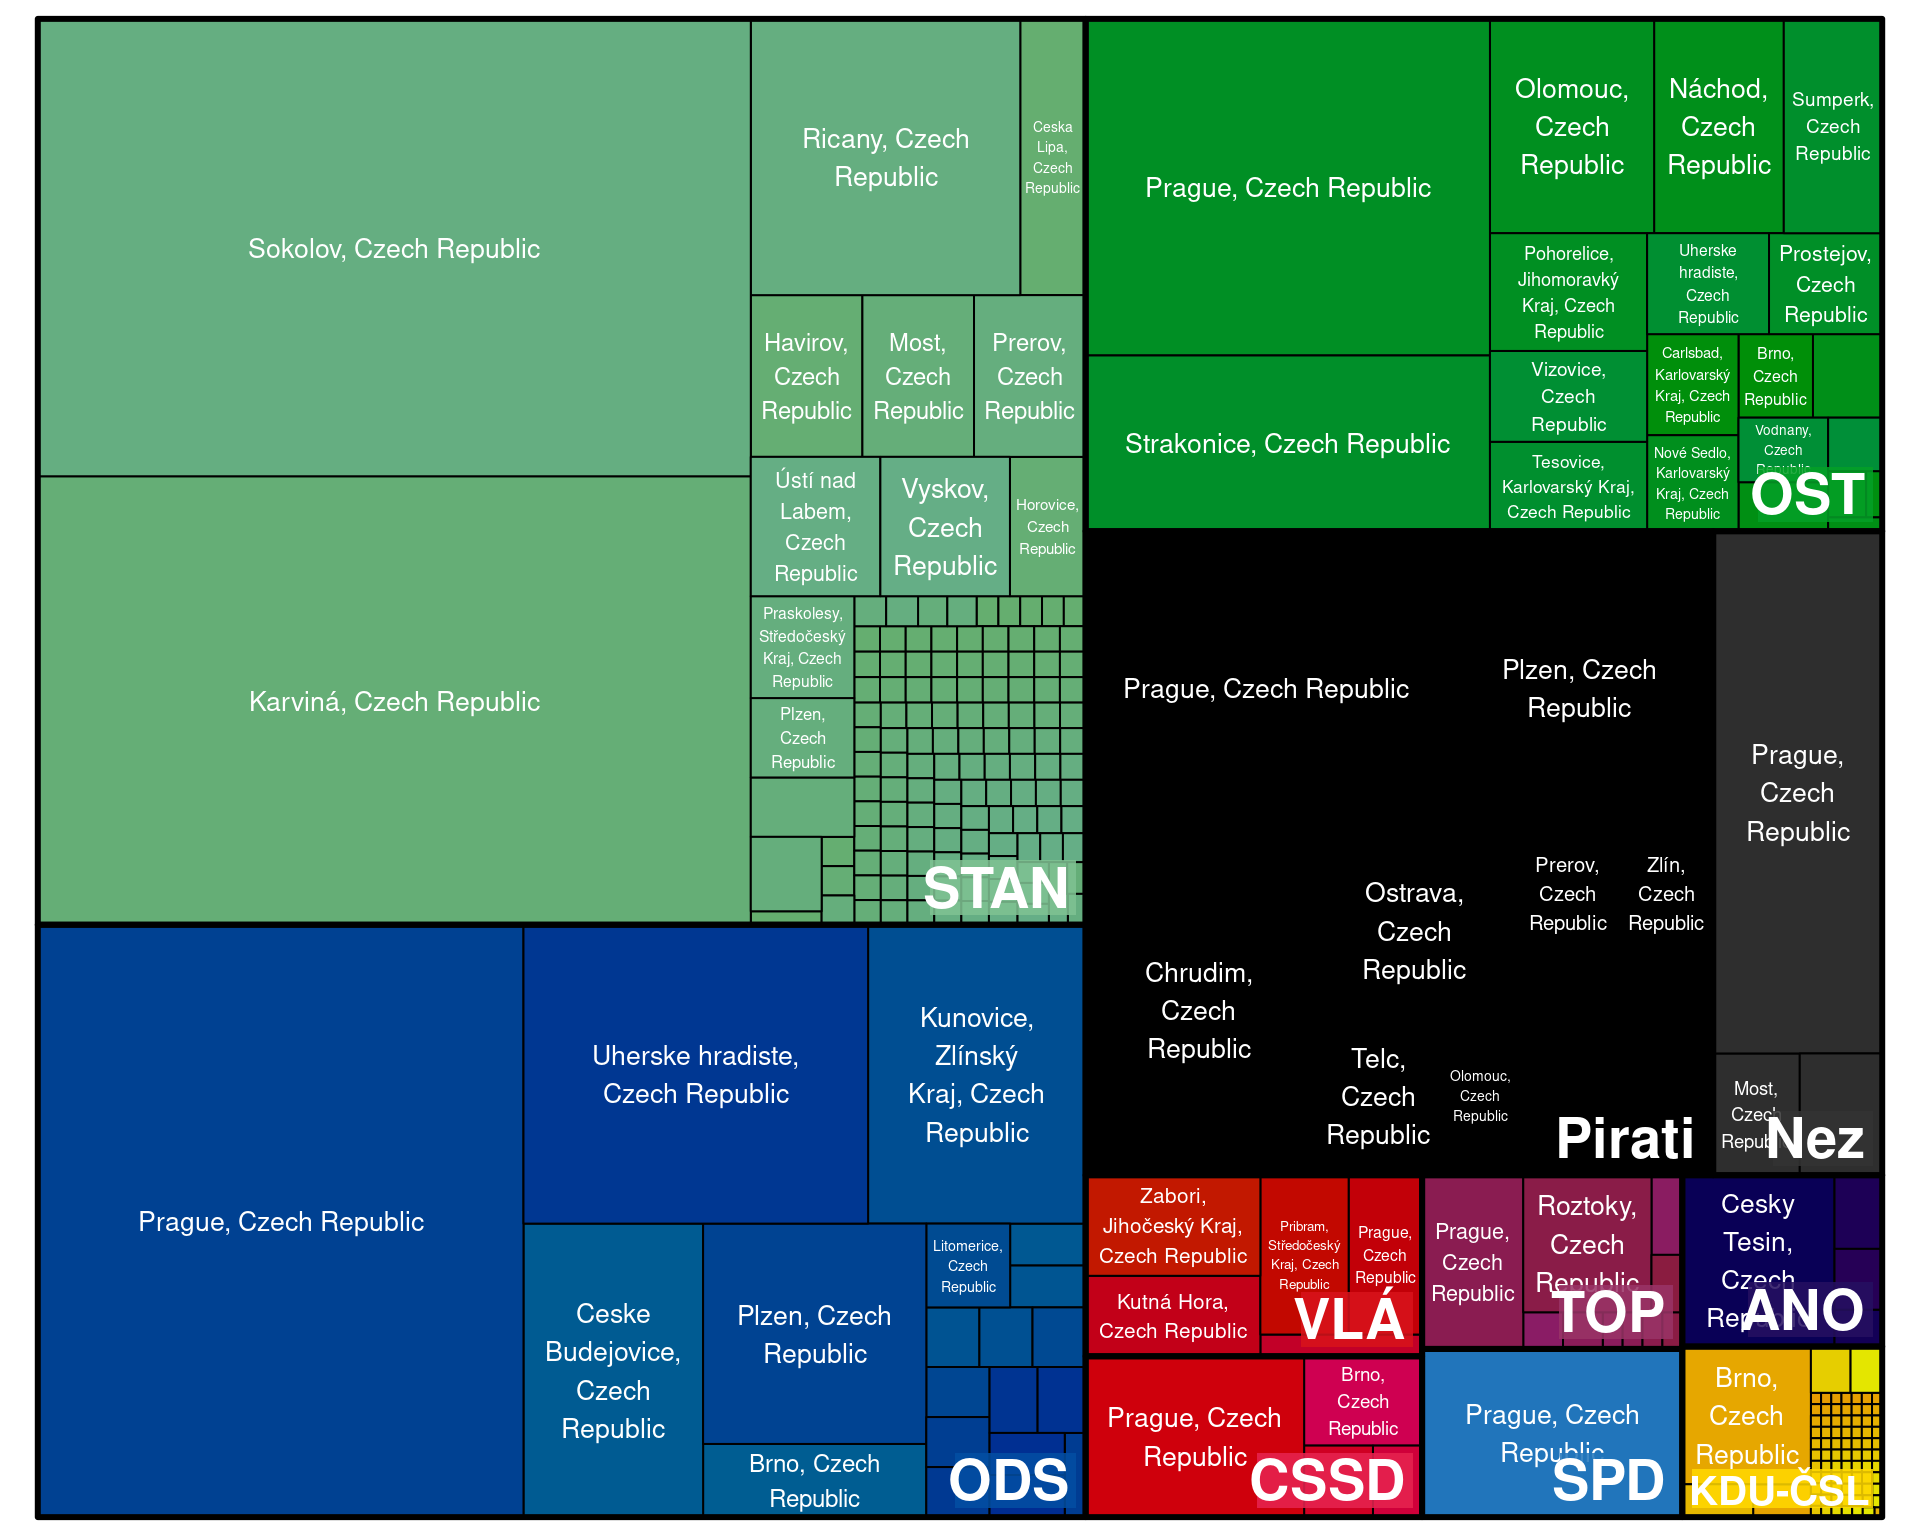 Sokolov, Czech Republic
Karviná, Czech Republic
Ricany, Czech
Republic
Ceska
Lipa,
Czech
Republic
Havirov,
Czech
Republic
Most,
Czech
Republic
Prerov,
Czech
Republic
Ústí nad
Labem,
Czech
Republic
Vyskov,
Czech
Republic
Horovice,
Czech
Republic
Praskolesy,
Středočeský
Kraj, Czech
Republic
Plzen,
Czech
Republic
STAN
Prague, Czech Republic
Uherske hradiste,
Czech Republic
Kunovice,
Zlínský
Kraj, Czech
Republic
Ceske
Budejovice,
Czech
Republic
Plzen, Czech
Republic
Brno, Czech
Republic
Litomerice,
Czech
Republic
ODS
Prague, Czech Republic
Strakonice, Czech Republic
Olomouc,
Czech
Republic
Náchod,
Czech
Republic
Sumperk,
Czech
Republic
Pohorelice,
Jihomoravký
Kraj, Czech
Republic
Uherske
hradiste,
Czech
Republic
Prostejov,
Czech
Republic
Vizovice,
Czech
Republic
Tesovice,
Karlovarský Kraj,
Czech Republic
Carlsbad,
Karlovarský
Kraj, Czech
Republic
Nové Sedlo,
Karlovarský
Kraj, Czech
Republic
Brno,
Czech
Republic
Vodnany,
Czech
Republic
OST
Prague, Czech Republic
Plzen, Czech
Republic
Chrudim,
Czech
Republic
Ostrava,
Czech
Republic
Prerov,
Czech
Republic
Zlín,
Czech
Republic
Telc,
Czech
Republic
Olomouc,
Czech
Republic
Pirati
Prague,
Czech
Republic
Most,
Czech
Republic
Nez
Zabori,
Jihočeský Kraj,
Czech Republic
Kutná Hora,
Czech Republic
Pribram,
Středočeský
Kraj, Czech
Republic
Prague,
Czech
Republic
VLÁ
Prague,
Czech
Republic
Roztoky,
Czech
Republic
TOP
Cesky
Tesin,
Czech
Republic
ANO
Prague, Czech
Republic
Brno,
Czech
Republic
CSSD
Prague, Czech
Republic
SPD
Brno,
Czech
Republic
KDU-ČSL